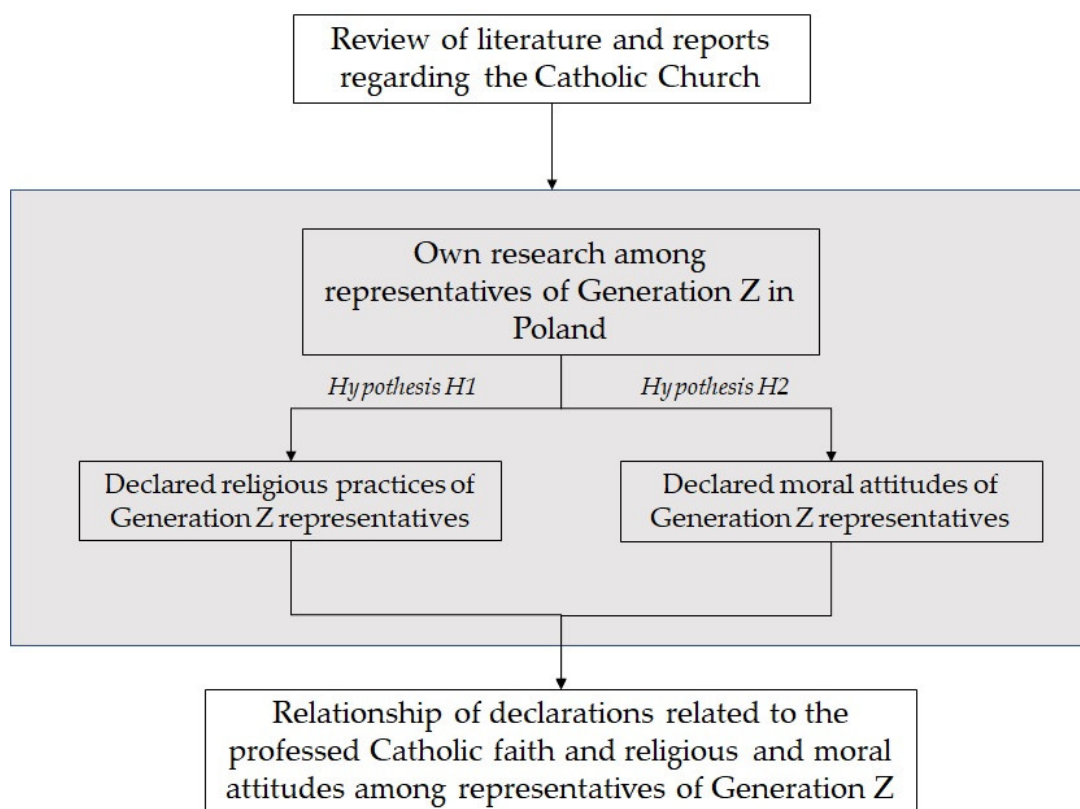 Review of literature and reports
regarding the Catholic Church
Own research among
representatives of Generation Z in
Poland
Hypothesis H1
Hypothesis H2
Declared religious practices of
Generation Z representatives
Declared moral attitudes of
Generation Z representatives
Relationship of declarations related to the
professed Catholic faith and religious and moral
attitudes among representatives of Generation Z